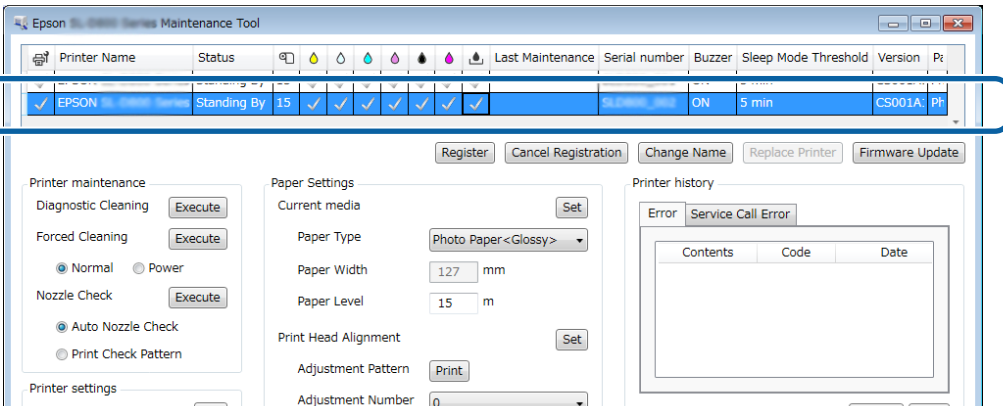 Epson Maintenance Tool
Printer Name Status Last Maintenance Serial number Buzzer Sleep Mode Threshold Version Pa
EPSON Standing By 15 ON 5 min CS001A: Ph
Register Cancel Registration Change Name Replace Printer Firmware Update
Printer maintenance
Diagnostic Cleaning Execute
Forced Cleaning Execute
Normal Power
Nozzle Check Execute
Auto Nozzle Check
Print Check Pattern
Printer settings
Paper Settings
Current media Set
Paper Type Photo Paper<Glossy>
Paper Width 127 mm
Paper Level 15 m
Print Head Alignment Set
Adjustment Pattern Print
Adjustment Number 0
Printer history
Error Service Call Error
Contents Code Date